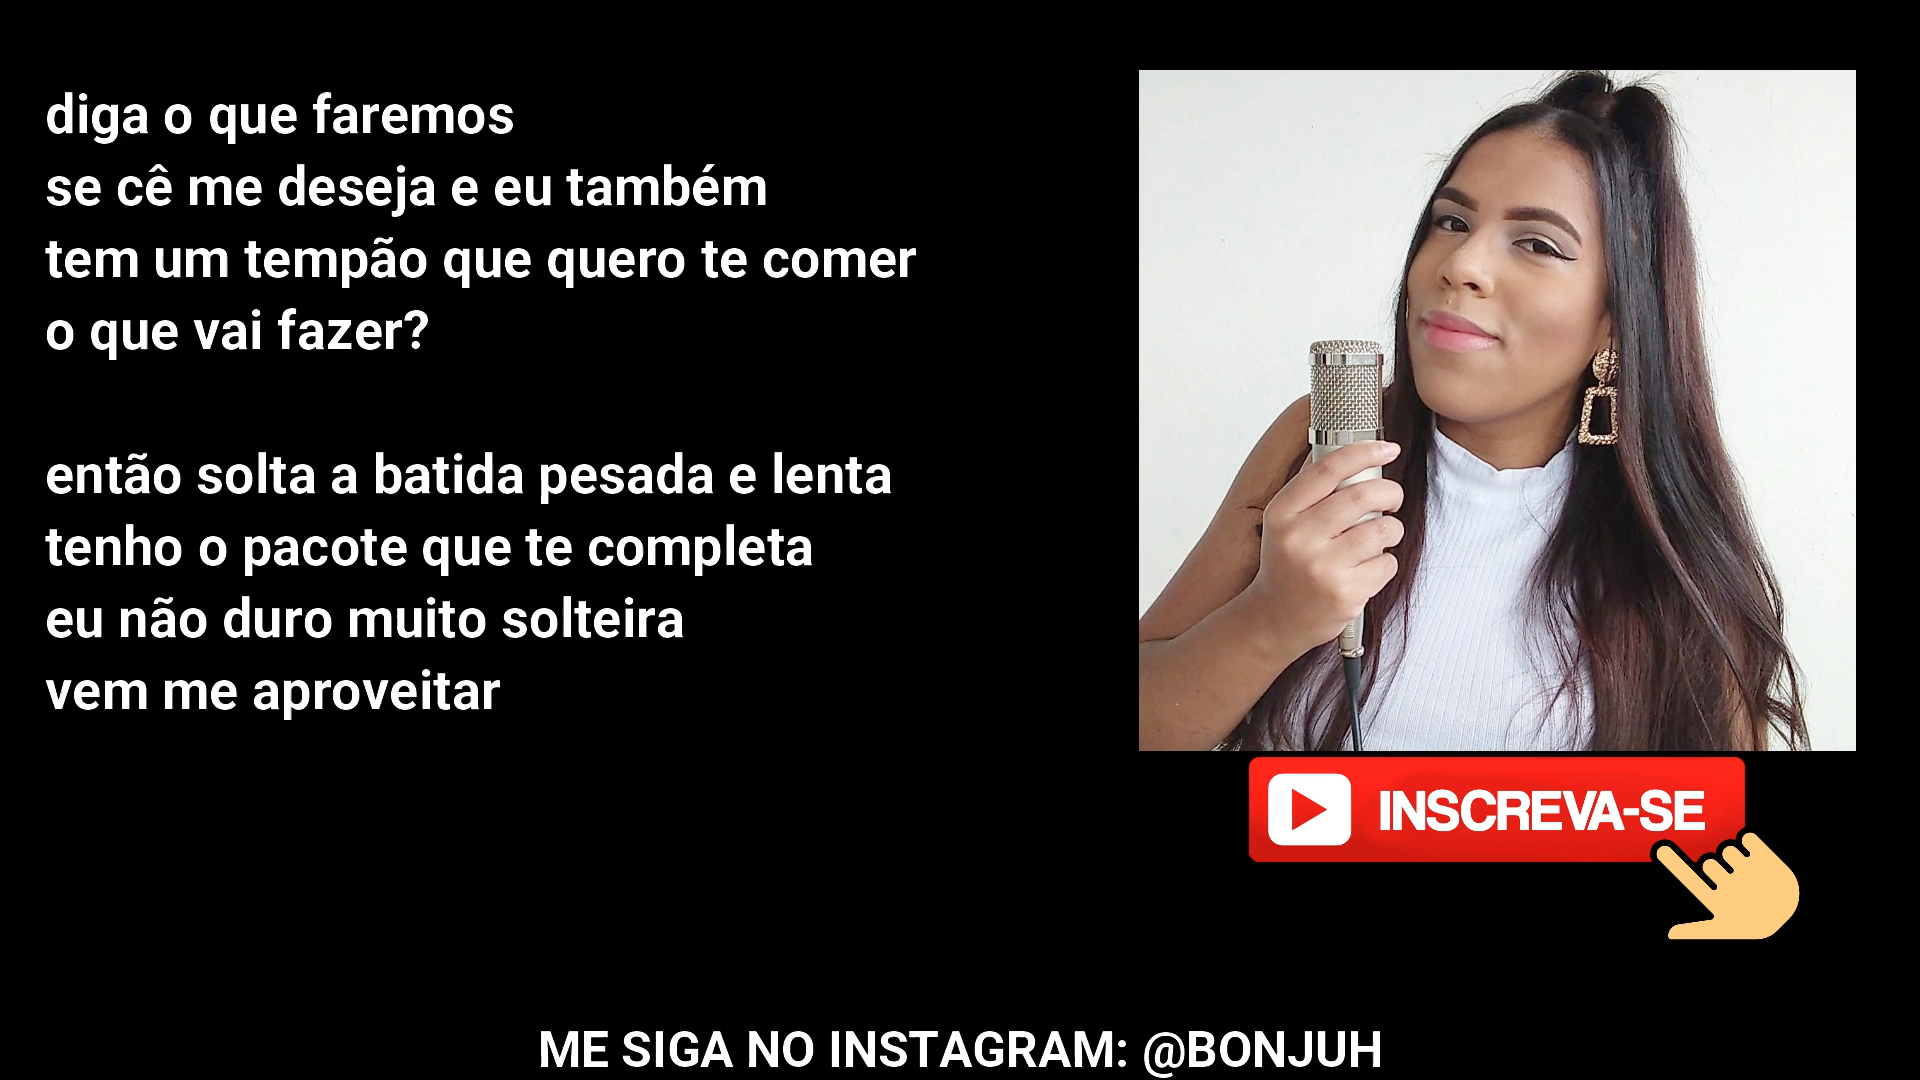 diga o que faremos
se cê me deseja e eu também
tem um tempão que quero te comer
o que vai fazer?
então solta a batida pesada e lenta
tenho o pacote que te completa
eu não duro muito solteira
vem me aproveitar
INSCREVA-SE
ME SIGA NO INSTAGRAM: @BONJUH